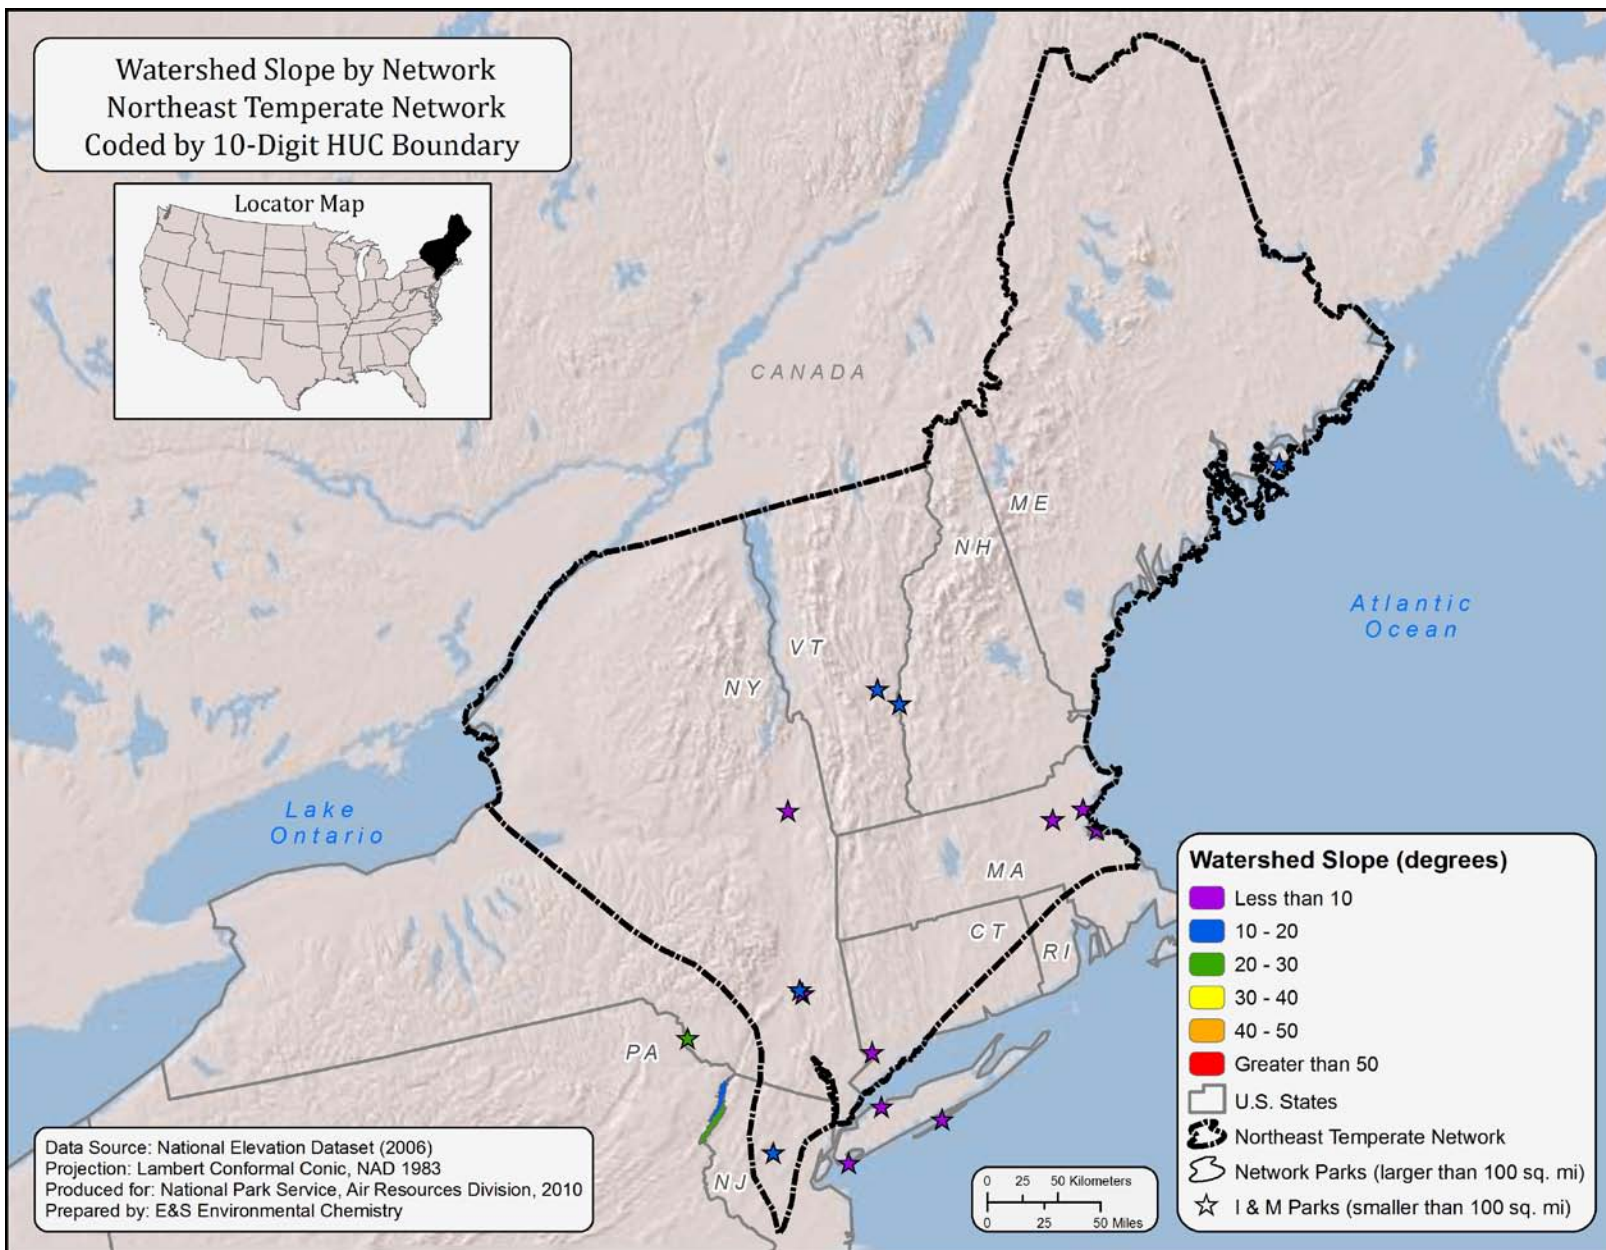 Watershed Slope by Network
Northeast Temperate Network
Coded by 10-Digit HUC Boundary
Locator Map
CANADA
ME
NH
VT
NY
Atlantic
Ocean
Lake
Ontario
MA
CT
RI
PA
NJ
Watershed Slope (degrees)
Less than 10
10 - 20
20 - 30
30 - 40
40 - 50
Greater than 50
U.S. States
Northeast Temperate Network
Network Parks (larger than 100 sq. mi)
I & M Parks (smaller than 100 sq. mi)
Data Source: National Elevation Dataset (2006)
Projection: Lambert Conformal Conic, NAD 1983
Produced for: National Park Service, Air Resources Division, 2010
Prepared by: E&S Environmental Chemistry
0 25 50 Kilometers
0 25 50 Miles